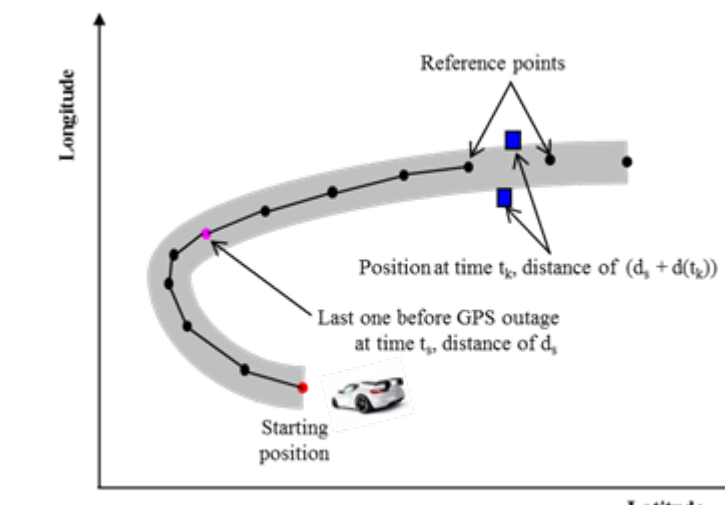 Longitude
Reference points
Position at time tₖ, distance of (dₛ + d(tₖ))
Last one before GPS outage
at time tₛ, distance of dₛ
Starting
position